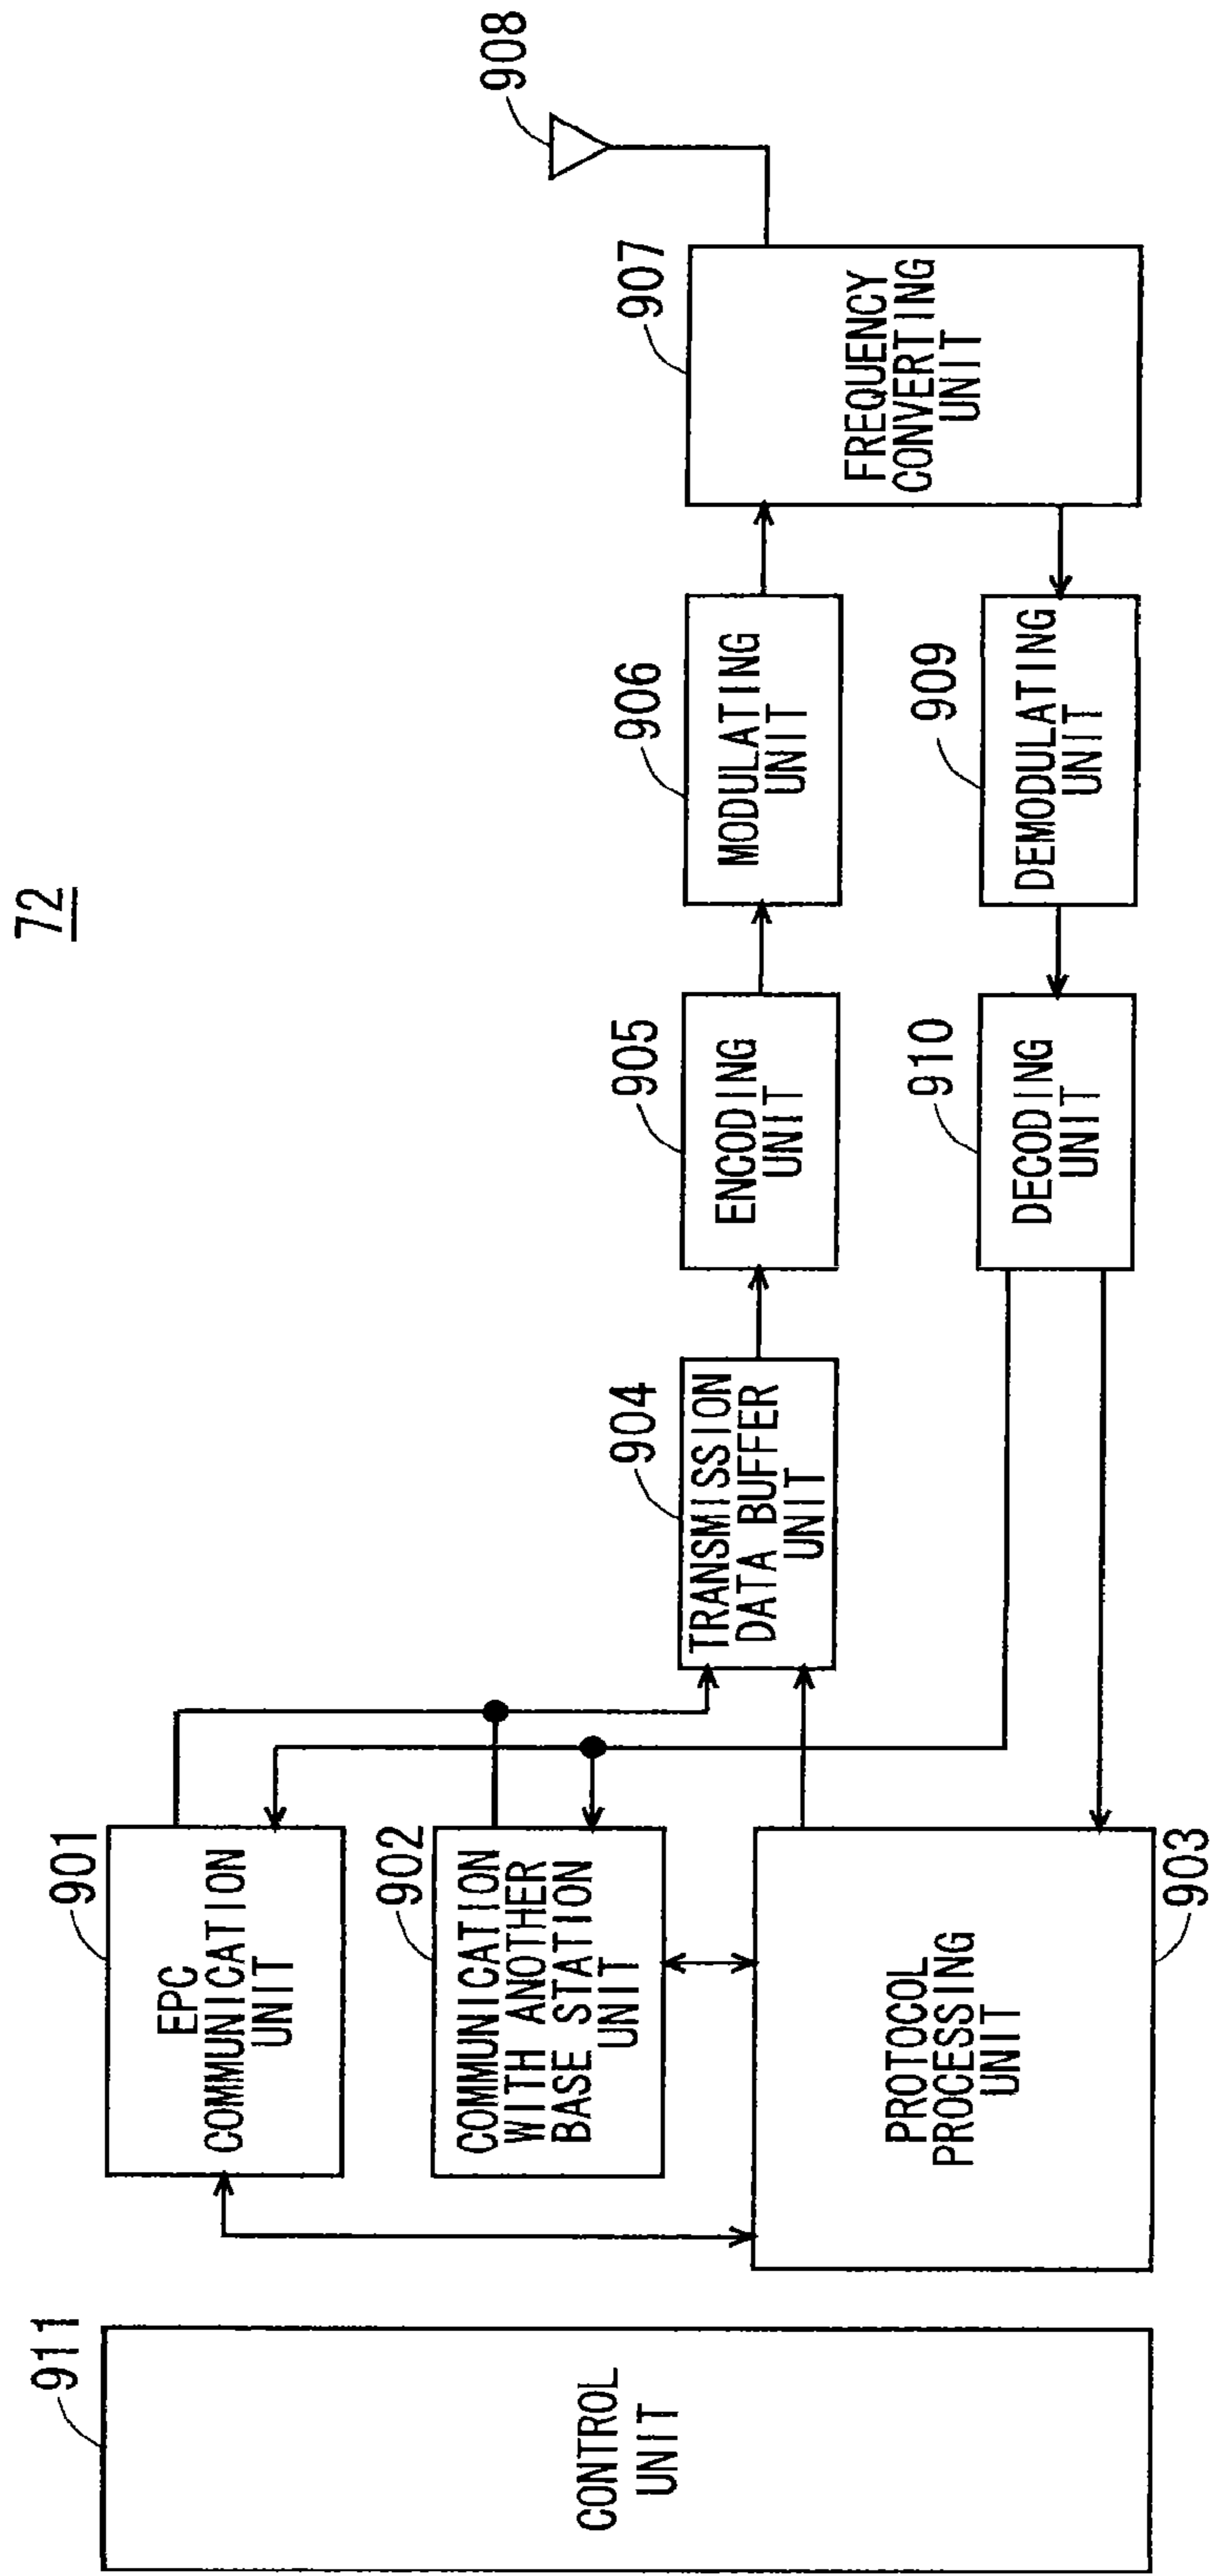 72
911
CONTROL
UNIT
901
EPC
COMMUNICATION
UNIT
902
COMMUNICATION
WITH ANOTHER
BASE STATION
UNIT
903
PROTOCOL
PROCESSING
UNIT
904
TRANSMISSION
DATA BUFFER
UNIT
905
ENCODING
UNIT
906
MODULATING
UNIT
907
FREQUENCY
CONVERTING
UNIT
908
909
DEMODULATING
UNIT
910
DECODING
UNIT